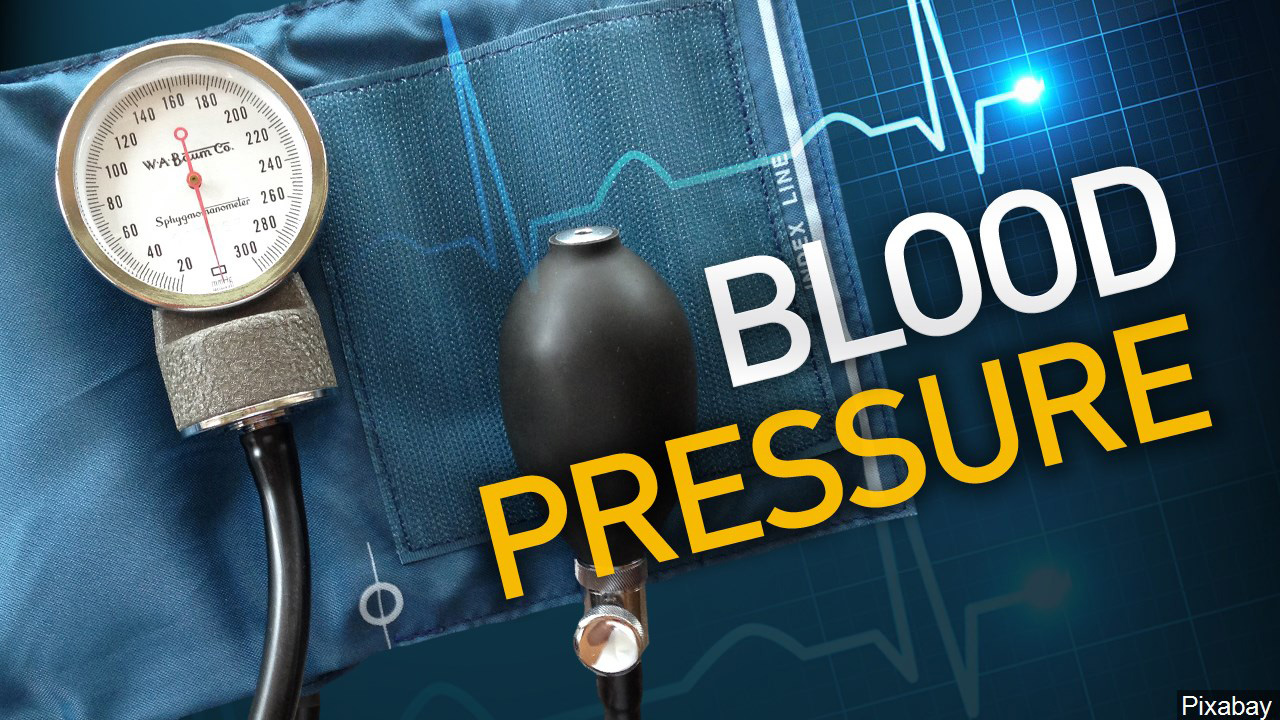 160
140 180
120 200
100 220
80 240
60 260
40 280
20 300
W.A.Baum Co.
Sphygmomanometer
mmHg
INDEX LINE
BLOOD
PRESSURE
Pixabay